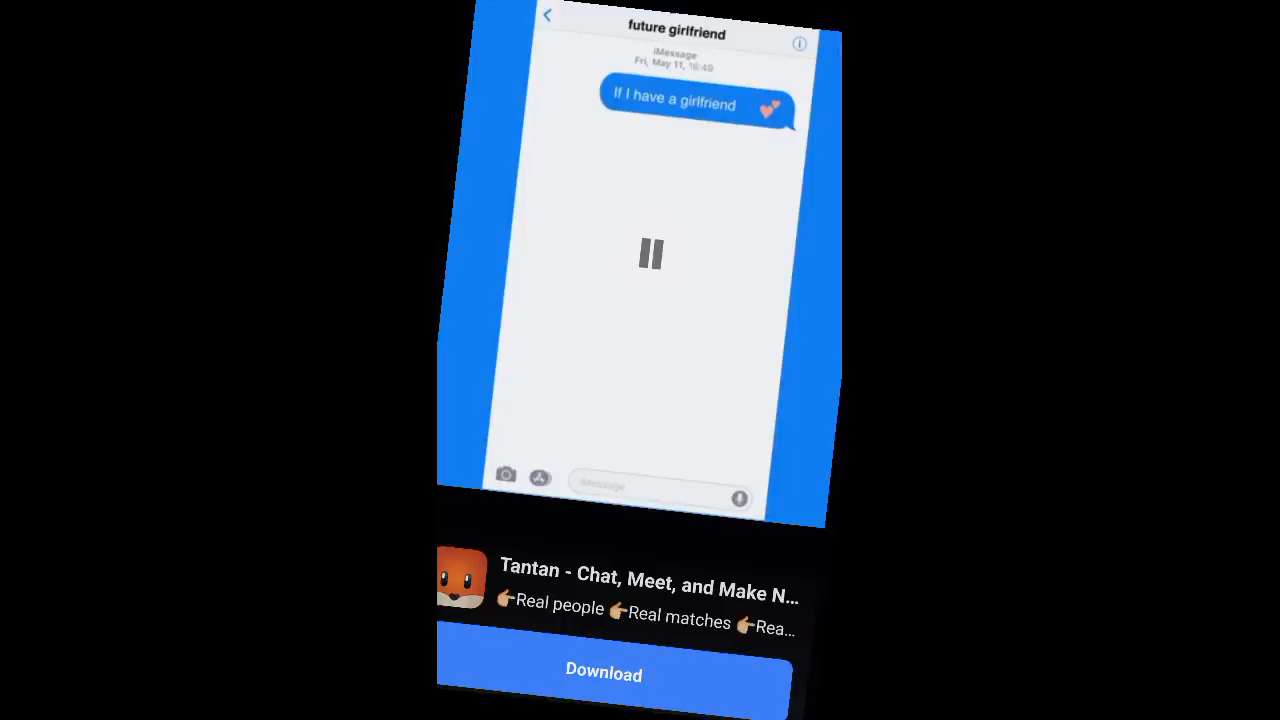 future girlfriend
iMessage
Fri, May 11, 16:49
If I have a girlfriend 💕
iMessage
Tantan - Chat, Meet, and Make N...
👉Real people 👉Real matches 👉Rea...
Download